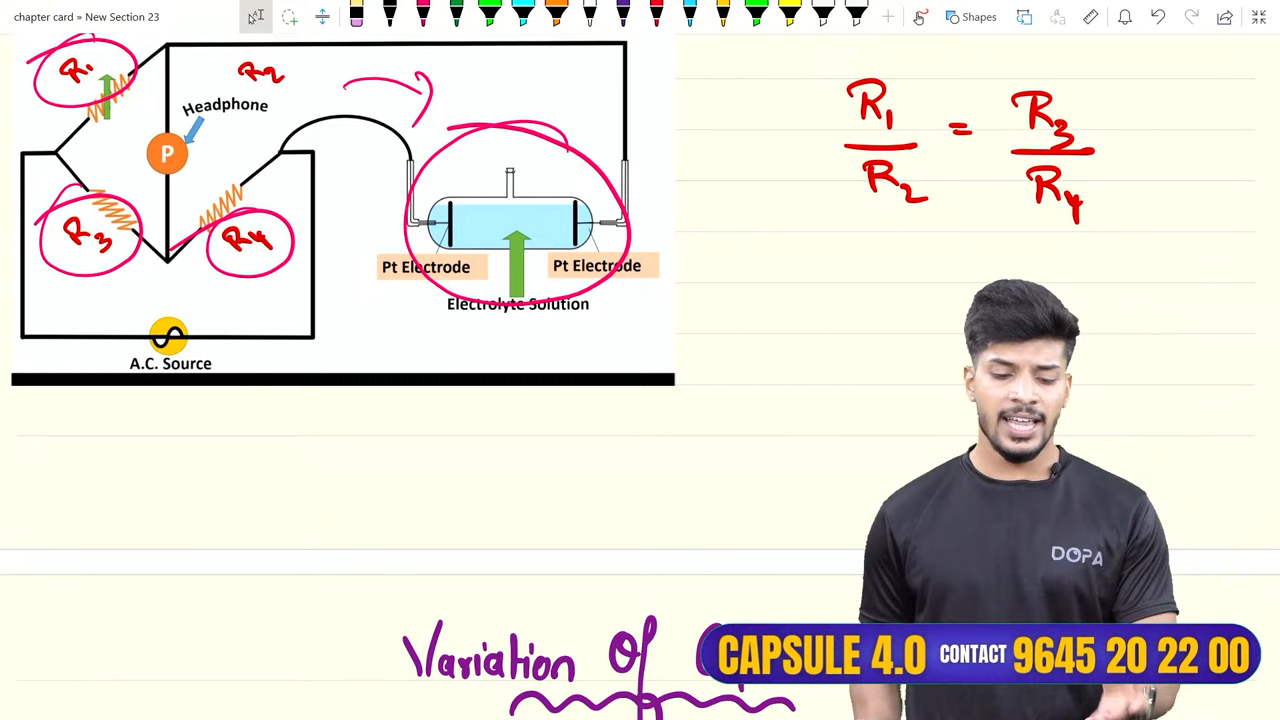 chapter card » New Section 23
Shapes
R1
R2
Headphone
P
R3
R4
Pt Electrode
Pt Electrode
Electrolyte Solution
A.C. Source
R1 / R2 = R3 / R4
DOPA
Variation Of
CAPSULE 4.0 CONTACT 9645 20 22 00